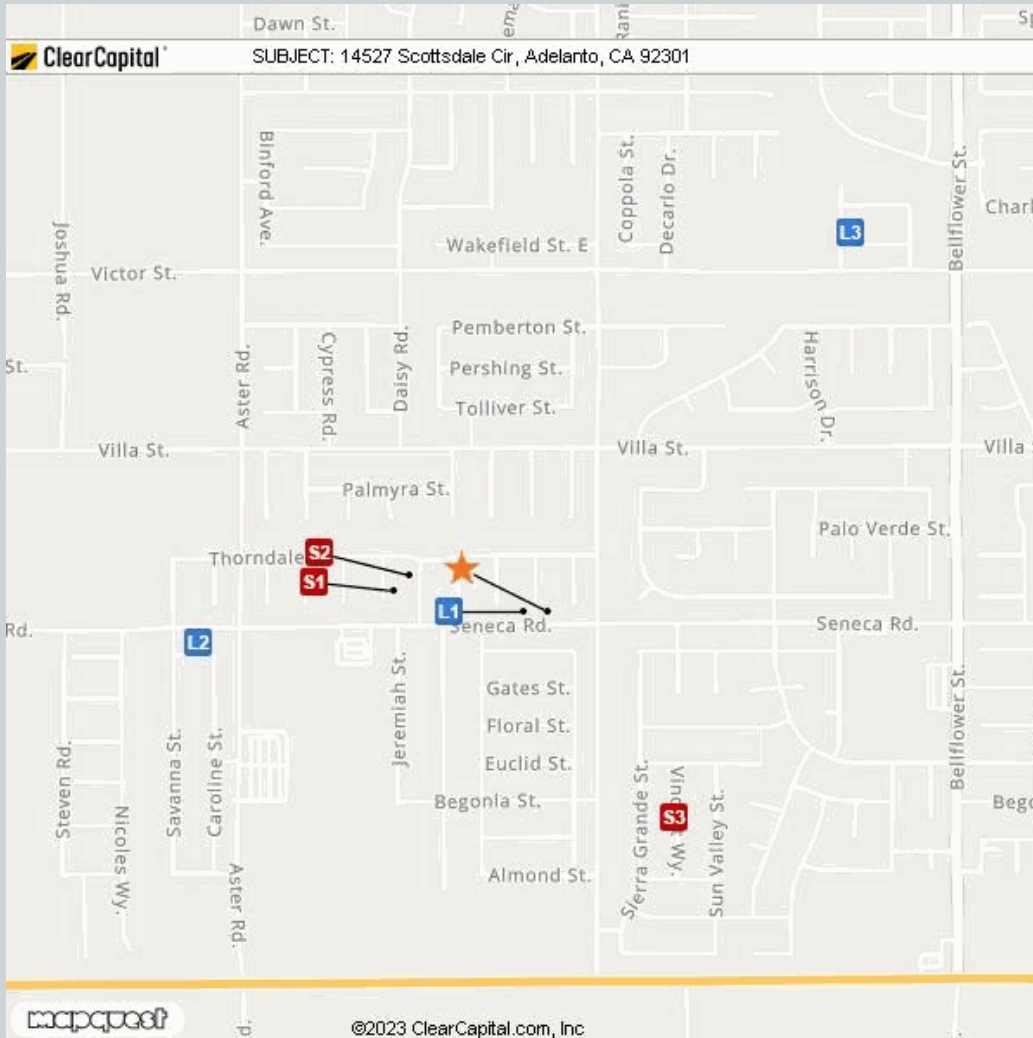 Dawn St.
ClearCapital
SUBJECT: 14527 Scottsdale Cir, Adelanto, CA 92301
Binford Ave.
Coppola St.
Decarlo Dr.
Bellflower St.
L3
Joshua Rd.
Wakefield St. E
Victor St.
Pemberton St.
St.
Cypress Rd.
Daisy Rd.
Pershing St.
Harrison Dr.
Aster Rd.
Tolliver St.
Villa St.
Villa St.
Villa
Palmyra St.
Palo Verde St.
Thorndale
S2
S1
L1
Rd.
L2
Seneca Rd.
Seneca Rd.
Jeremiah St.
Gates St.
Bellflower St.
Floral St.
Steven Rd.
Savanna St.
Caroline St.
Euclid St.
Sierra Grande St.
Begonia St.
Nicoles Wy.
S3
Wy.
Sun Valley St.
Aster Rd.
Almond St.
mapquest
©2023 ClearCapital.com, Inc